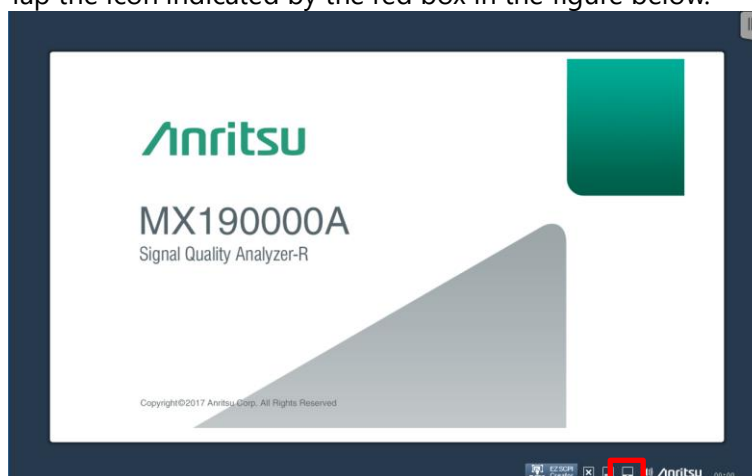 Tap the icon indicated by the red box in the figure below.
Anritsu
MX190000A
Signal Quality Analyzer-R
Copyright©2017 Anritsu Corp. All Rights Reserved
Anritsu